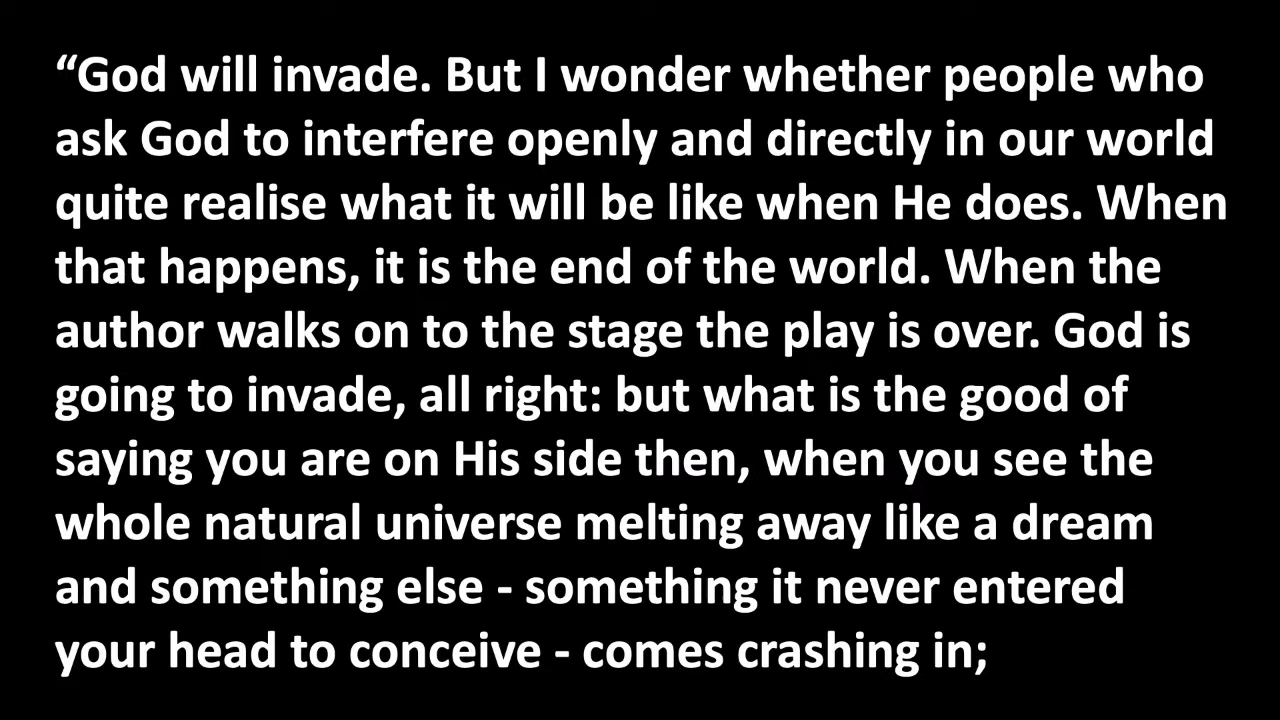 “God will invade. But I wonder whether people who
ask God to interfere openly and directly in our world
quite realise what it will be like when He does. When
that happens, it is the end of the world. When the
author walks on to the stage the play is over. God is
going to invade, all right: but what is the good of
saying you are on His side then, when you see the
whole natural universe melting away like a dream
and something else - something it never entered
your head to conceive - comes crashing in;